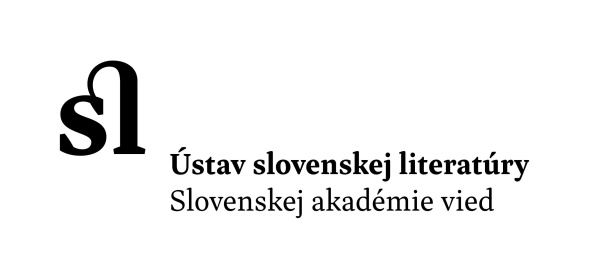 sl
Ústav slovenskej literatúry
Slovenskej akadémie vied